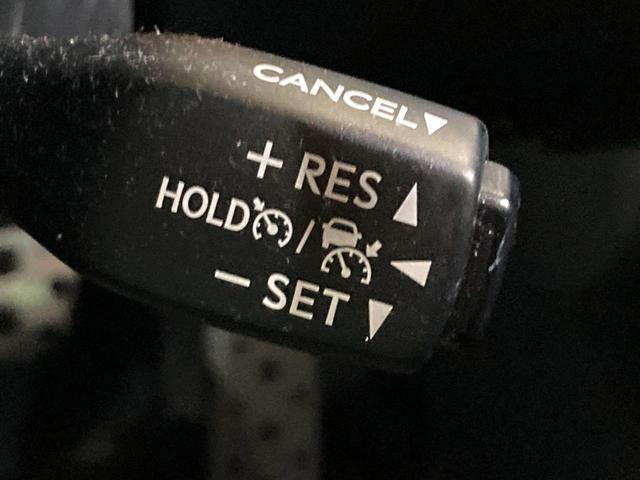 CANCEL▼
+ RES ▲
HOLD / ◀
− SET ▼